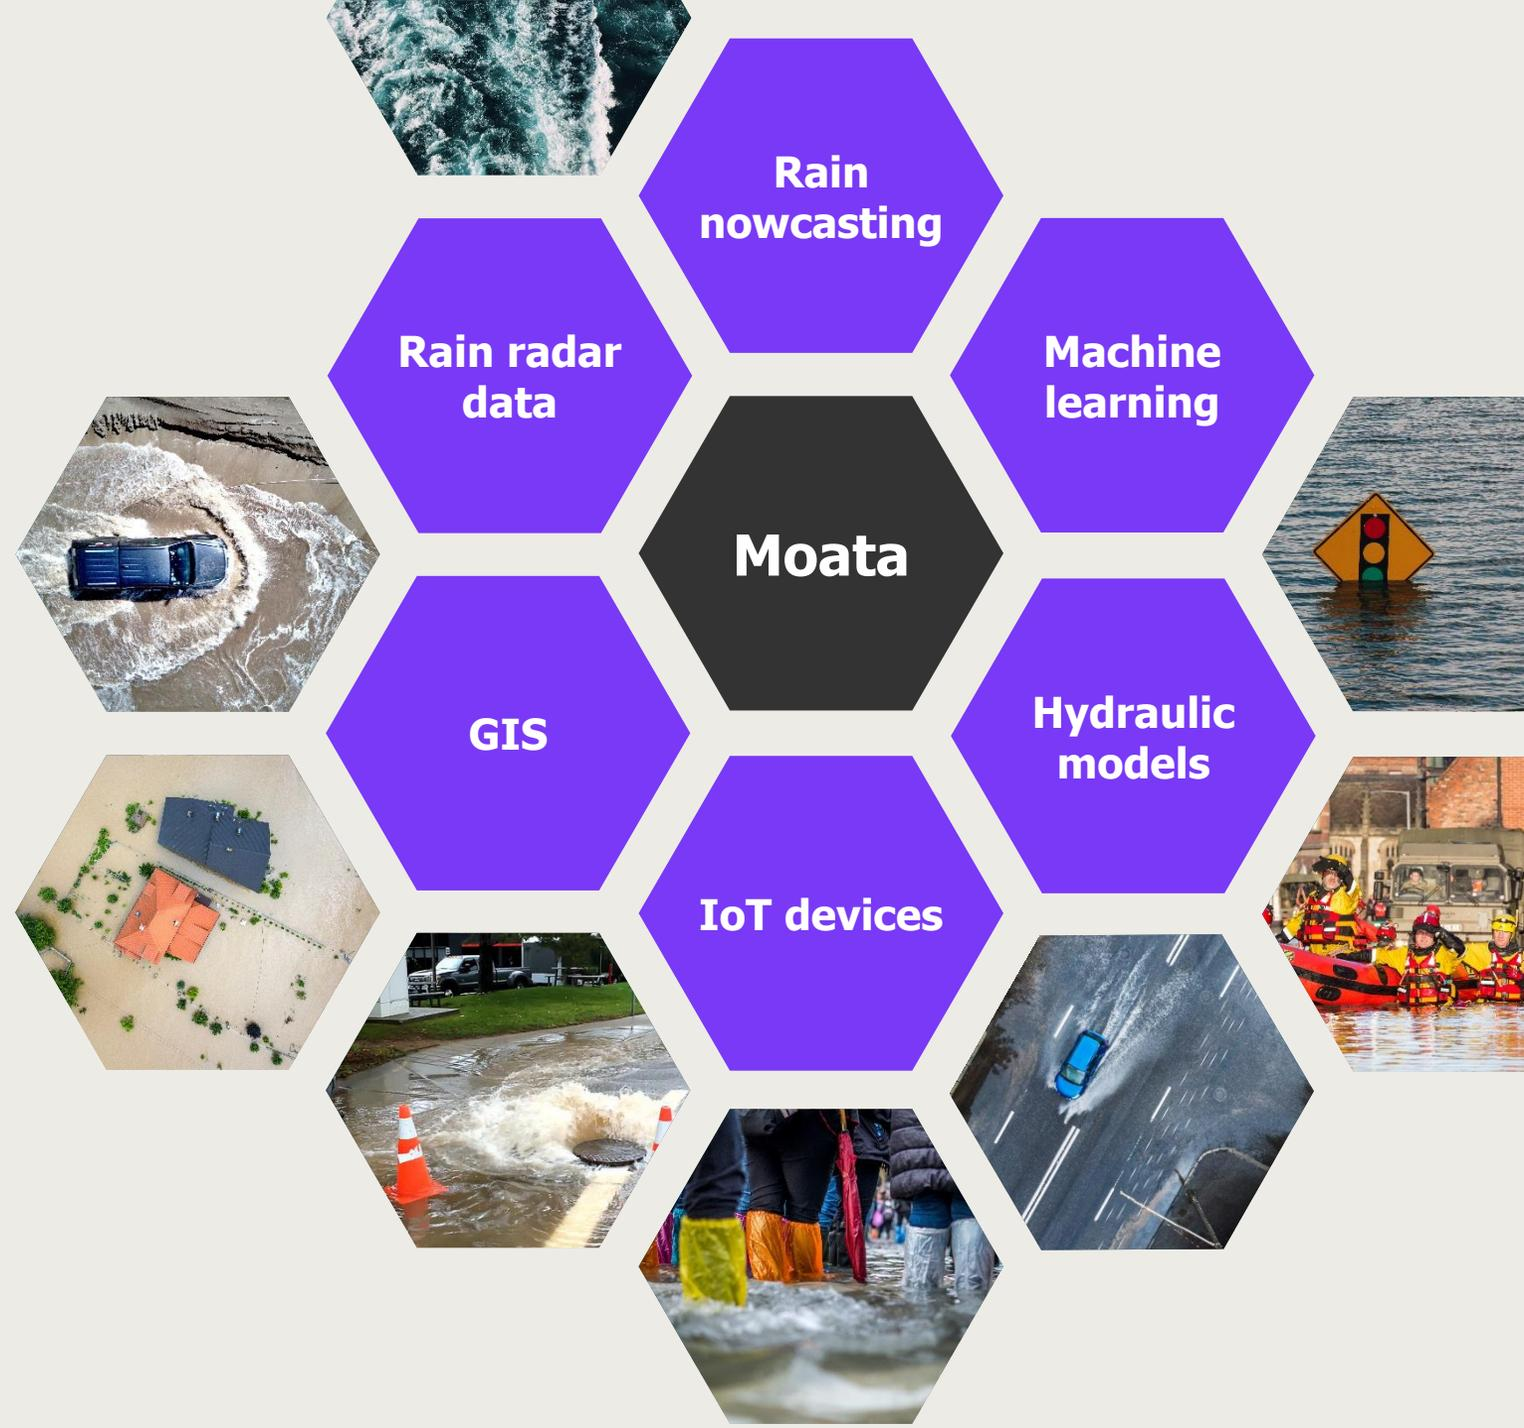 Rain
nowcasting
Rain radar
data
Machine
learning
Moata
GIS
Hydraulic
models
IoT devices